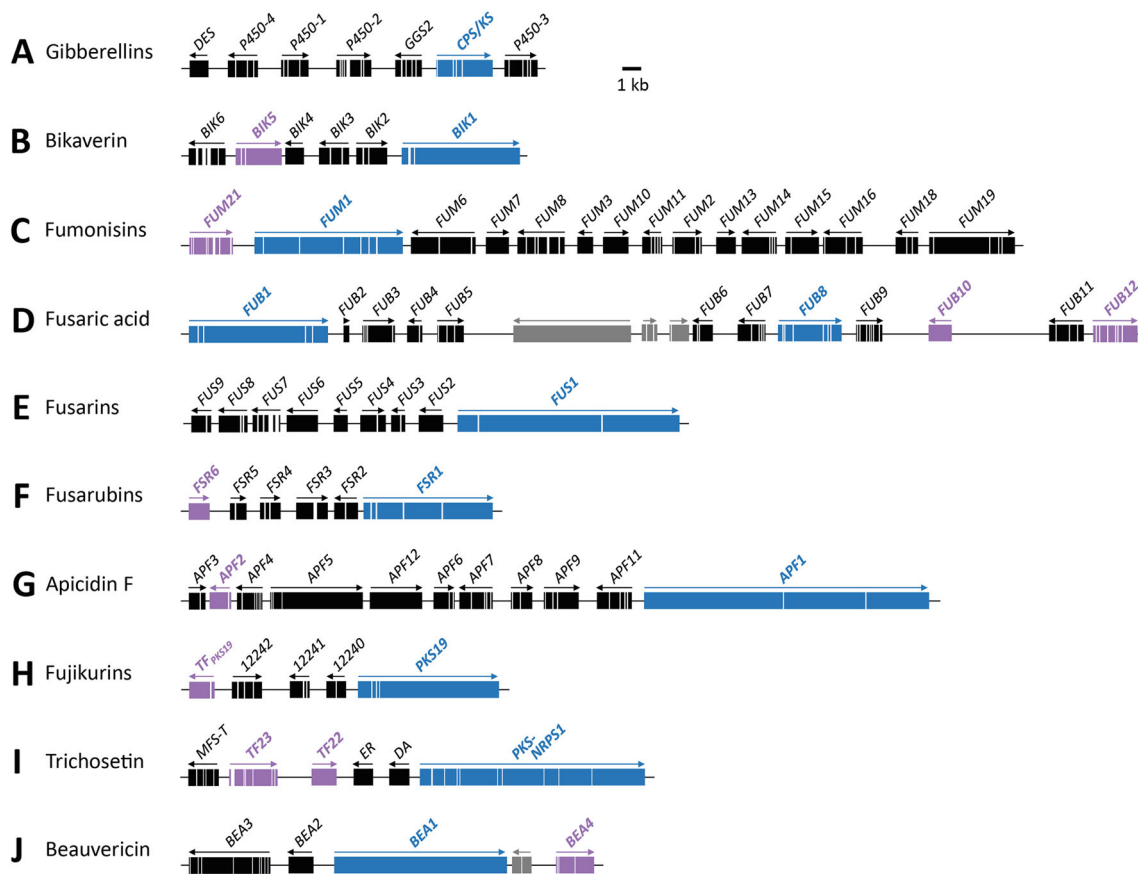 A Gibberellins DES P450-4 P450-1 P450-2 GGS2 CPS/KS P450-3
1 kb
B Bikaverin BIK6 BIK5 BIK4 BIK3 BIK2 BIK1
C Fumonisins FUM21 FUM1 FUM6 FUM7 FUM8 FUM3 FUM10 FUM11 FUM2 FUM13 FUM14 FUM15 FUM16 FUM18 FUM19
D Fusaric acid FUB1 FUB2 FUB3 FUB4 FUB5 FUB6 FUB7 FUB8 FUB9 FUB10 FUB11 FUB12
E Fusarins FUS9 FUS8 FUS7 FUS6 FUS5 FUS4 FUS3 FUS2 FUS1
F Fusarubins FSR6 FSR5 FSR4 FSR3 FSR2 FSR1
G Apicidin F APF3 APF2 APF4 APF5 APF12 APF6 APF7 APF8 APF9 APF11 APF1
H Fujikurins TFPKS19 12242 12241 12240 PKS19
I Trichosetin MFS-T TF23 TF22 ER DA PKS-
NRPS1
J Beauvericin BEA3 BEA2 BEA1 BEA4